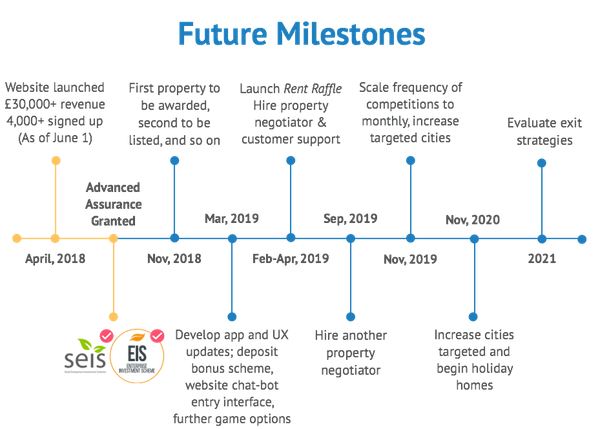 Future Milestones
Website launched
£30,000+ revenue
4,000+ signed up
(As of June 1)
First property to
be awarded,
second to be
listed, and so on
Launch Rent Raffle
Hire property
negotiator &
customer support
Scale frequency of
competitions to
monthly, increase
targeted cities
Evaluate exit
strategies
Advanced
Assurance
Granted
Mar, 2019
Sep, 2019
Nov, 2020
April, 2018
Nov, 2018
Feb-Apr, 2019
Nov, 2019
2021
seis
EIS
ENTERPRISE
INVESTMENT SCHEME
Develop app and UX
updates; deposit
bonus scheme,
website chat-bot
entry interface,
further game options
Hire another
property
negotiator
Increase cities
targeted and
begin holiday
homes